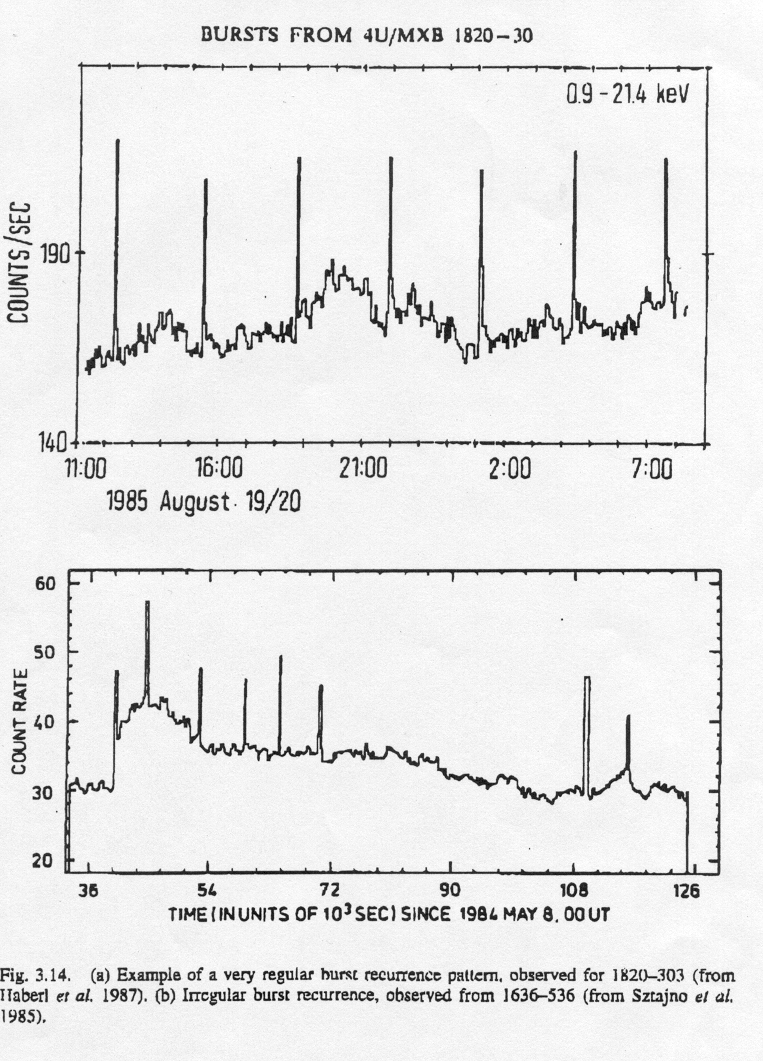 BURSTS FROM 4U/MXB 1820-30
0.9-21.4 keV
COUNTS/SEC
190
140
11:00 16:00 21:00 2:00 7:00
1985 August 19/20
60
50
COUNT RATE
40
30
20
36 54 72 90 108 126
TIME (IN UNITS OF 10³ SEC) SINCE 1984 MAY 8, 00 UT
Fig. 3.14. (a) Example of a very regular burst recurrence pattern, observed for 1820–303 (from
Haberl et al. 1987). (b) Irregular burst recurrence, observed from 1636–536 (from Sztajno et al.
1985).